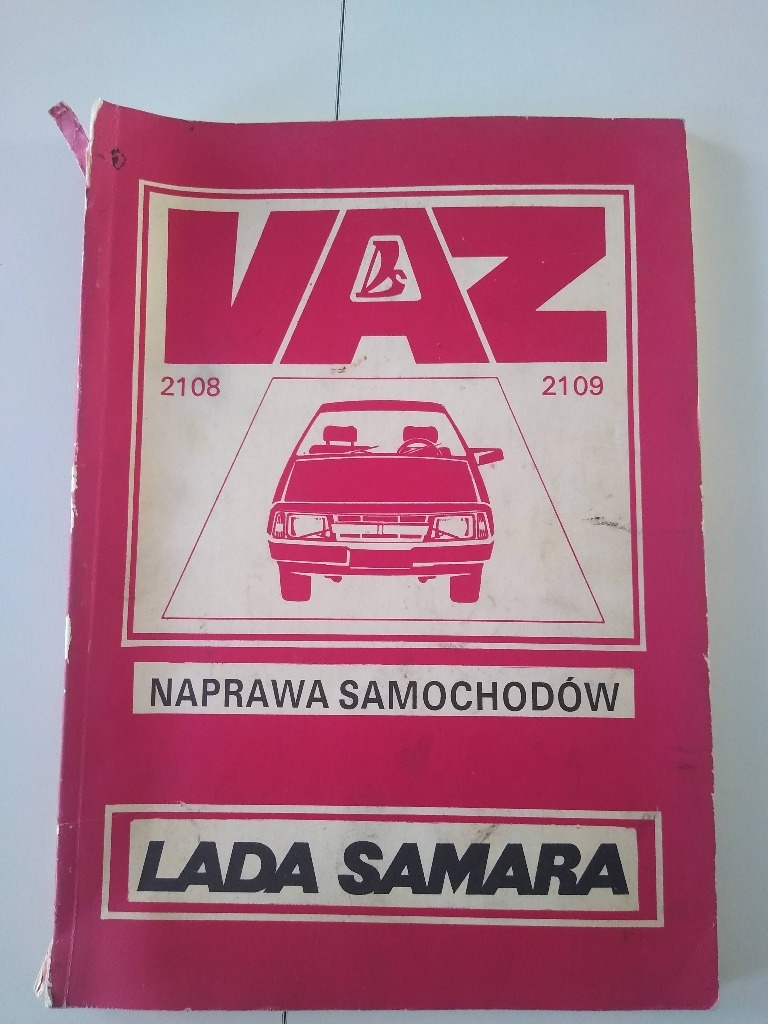 VAZ
2108 2109
NAPRAWA SAMOCHODÓW
LADA SAMARA